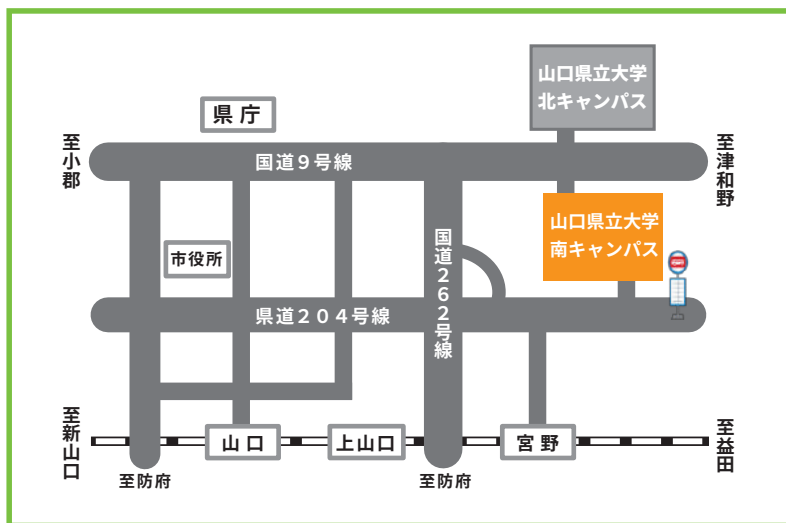 山口県立大学
北キャンパス
県庁
至小郡
国道９号線
至津和野
山口県立大学
南キャンパス
市役所
国道２６２号線
県道２０４号線
至新山口
山口
上山口
宮野
至益田
至防府
至防府